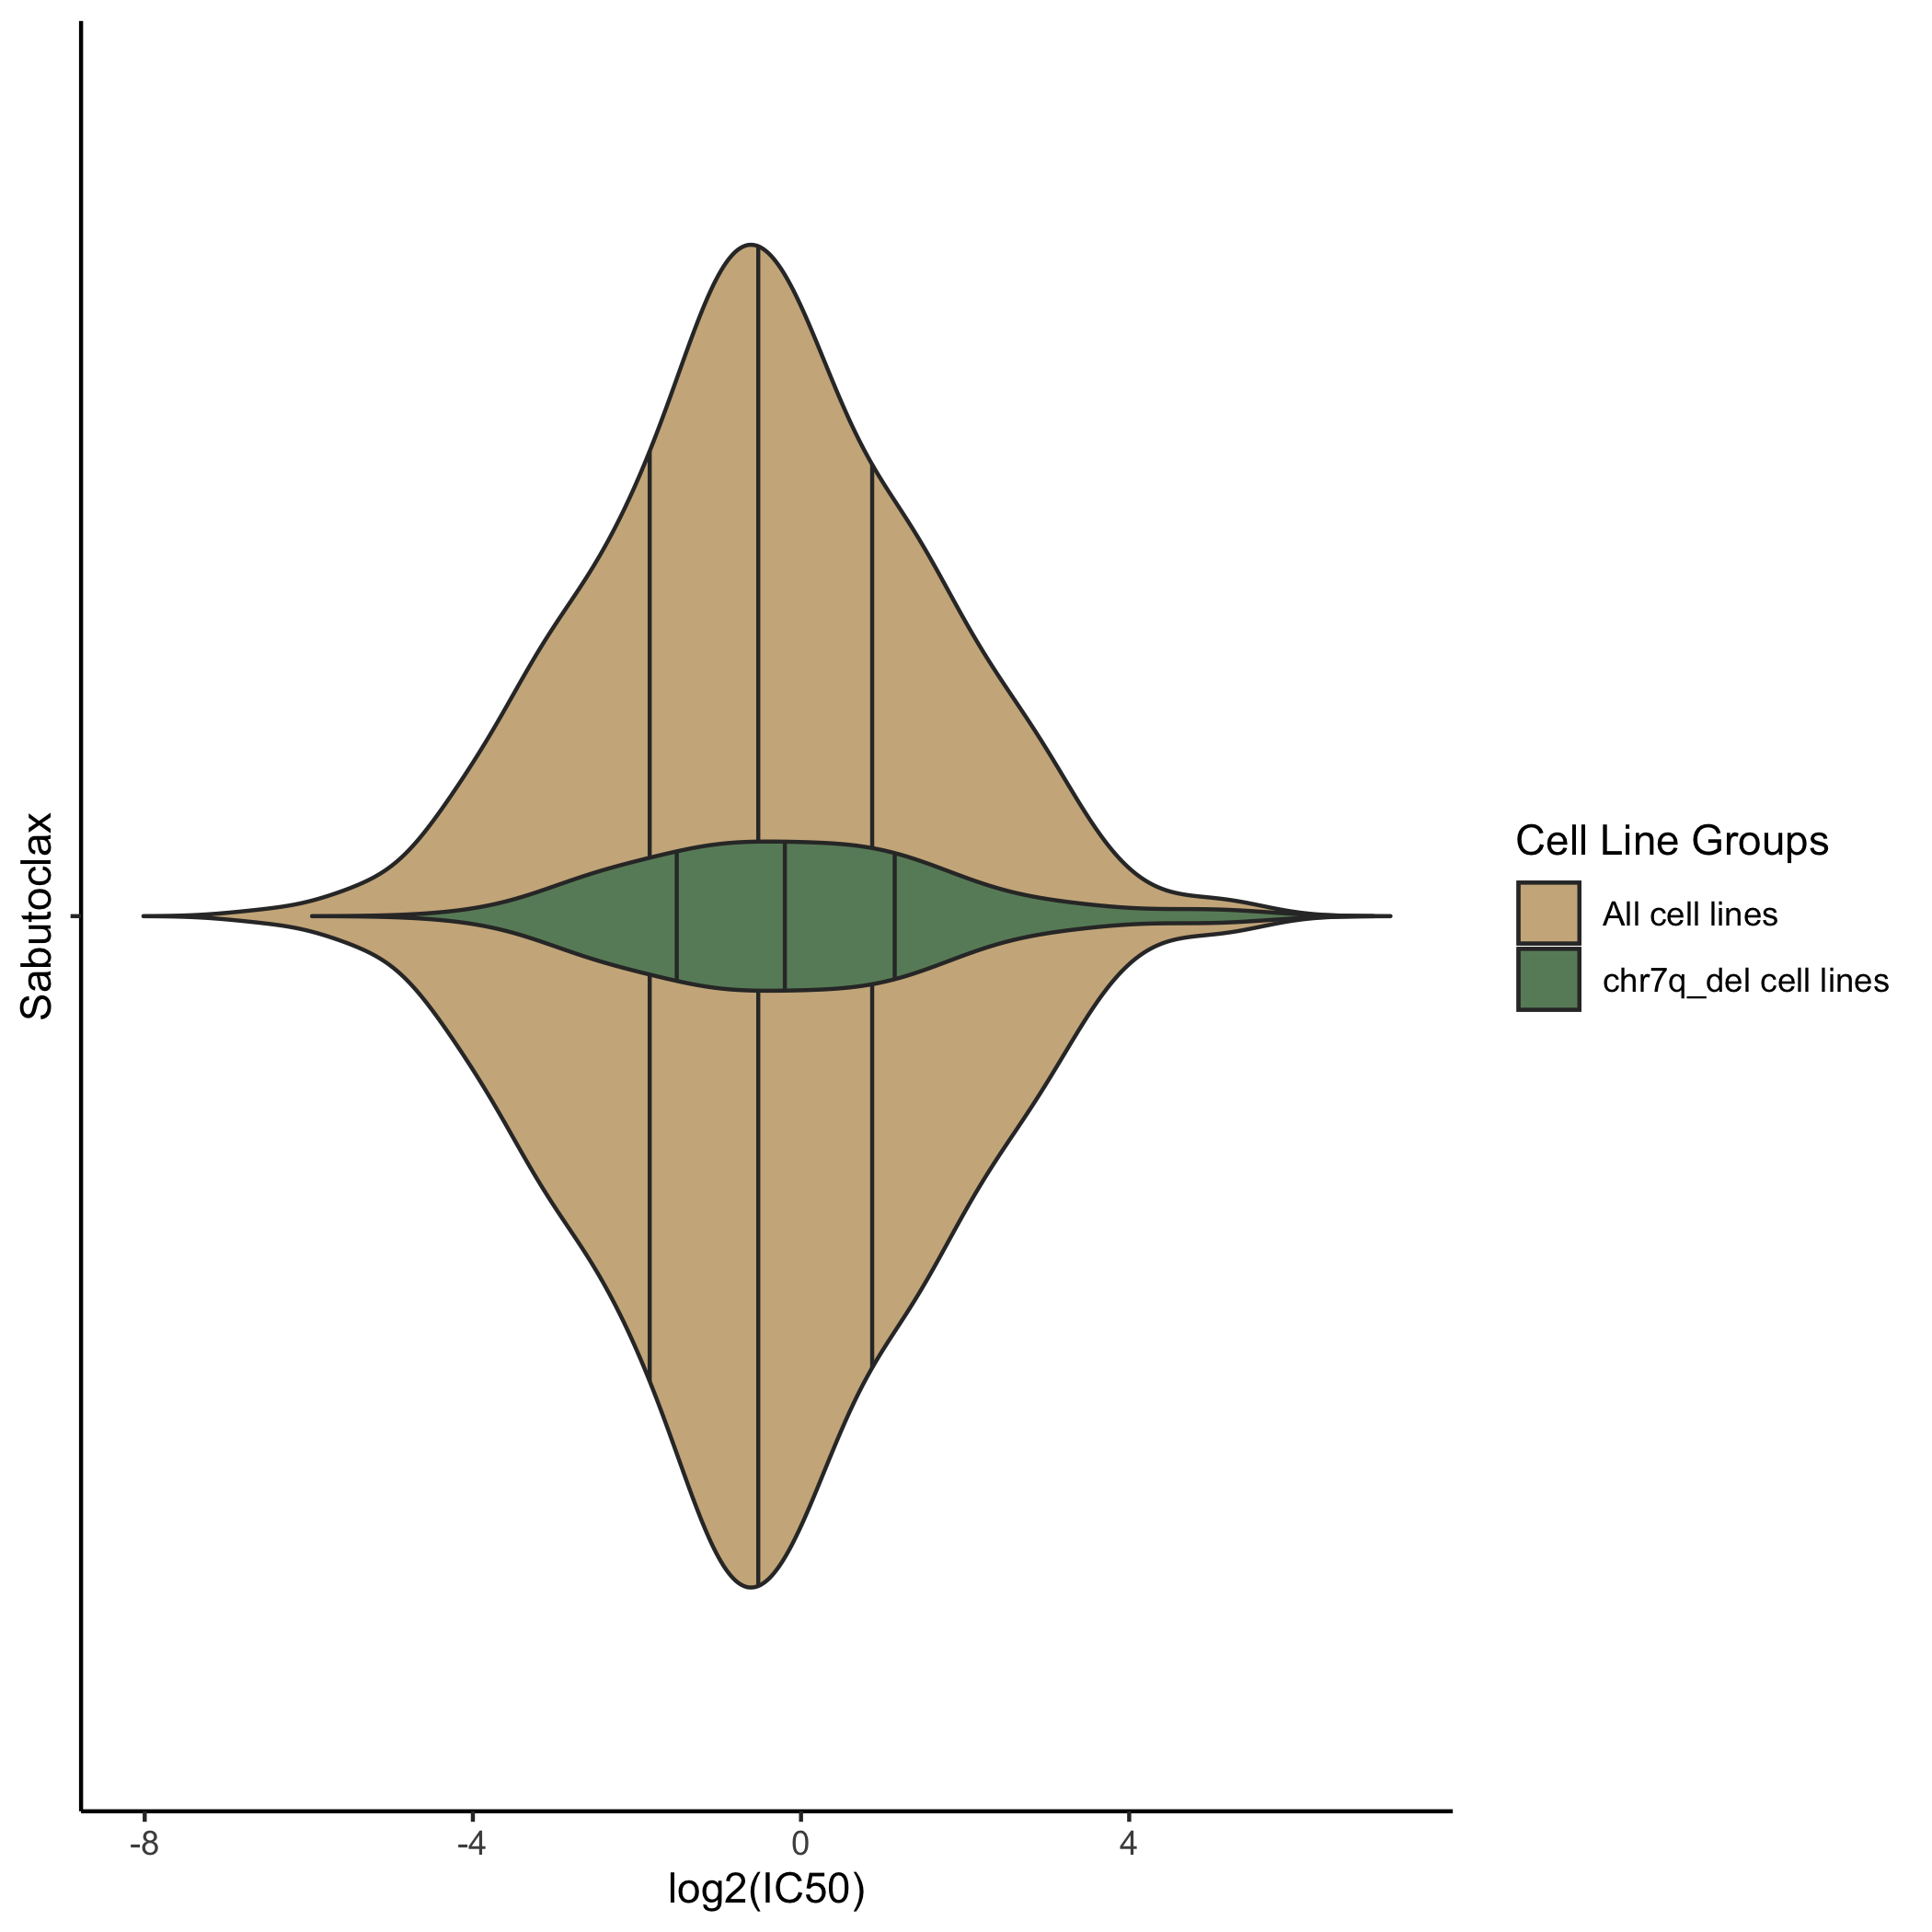 Sabutoclax
-8
-4
0
4
log2(IC50)
Cell Line Groups
All cell lines
chr7q_del cell lines